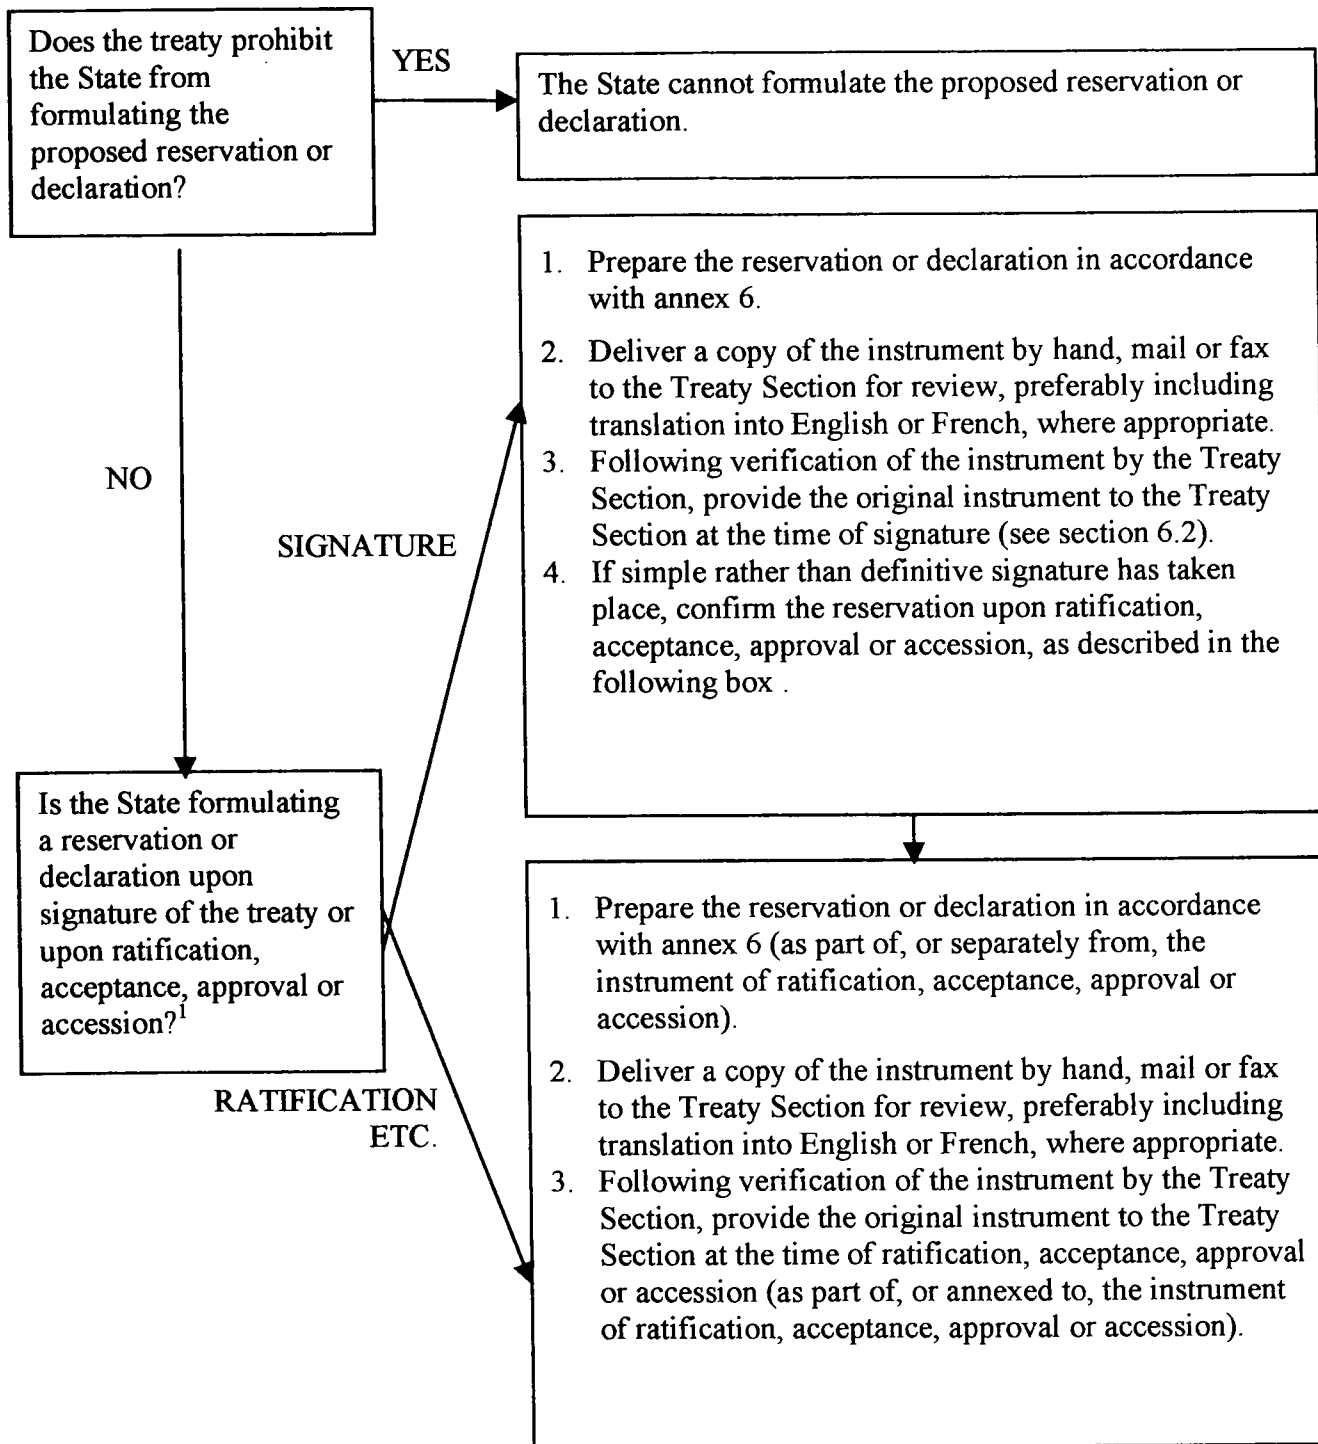 Does the treaty prohibit
the State from
formulating the
proposed reservation or
declaration?
YES
The State cannot formulate the proposed reservation or
declaration.
1. Prepare the reservation or declaration in accordance
with annex 6.
2. Deliver a copy of the instrument by hand, mail or fax
to the Treaty Section for review, preferably including
translation into English or French, where appropriate.
3. Following verification of the instrument by the Treaty
Section, provide the original instrument to the Treaty
Section at the time of signature (see section 6.2).
4. If simple rather than definitive signature has taken
place, confirm the reservation upon ratification,
acceptance, approval or accession, as described in the
following box .
NO
SIGNATURE
Is the State formulating
a reservation or
declaration upon
signature of the treaty or
upon ratification,
acceptance, approval or
accession?¹
RATIFICATION
ETC.
1. Prepare the reservation or declaration in accordance
with annex 6 (as part of, or separately from, the
instrument of ratification, acceptance, approval or
accession).
2. Deliver a copy of the instrument by hand, mail or fax
to the Treaty Section for review, preferably including
translation into English or French, where appropriate.
3. Following verification of the instrument by the Treaty
Section, provide the original instrument to the Treaty
Section at the time of ratification, acceptance, approval
or accession (as part of, or annexed to, the instrument
of ratification, acceptance, approval or accession).